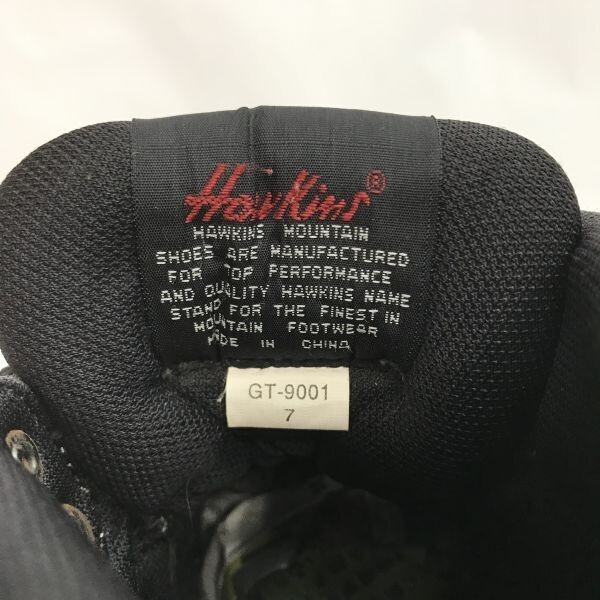 Hawkins®
HAWKINS MOUNTAIN
SHOES ARE MANUFACTURED
FOR TOP PERFORMANCE
AND QUALITY HAWKINS NAME
STAND FOR THE FINEST IN
MOUNTAIN FOOTWEAR
MADE IN CHINA
GT-9001
7